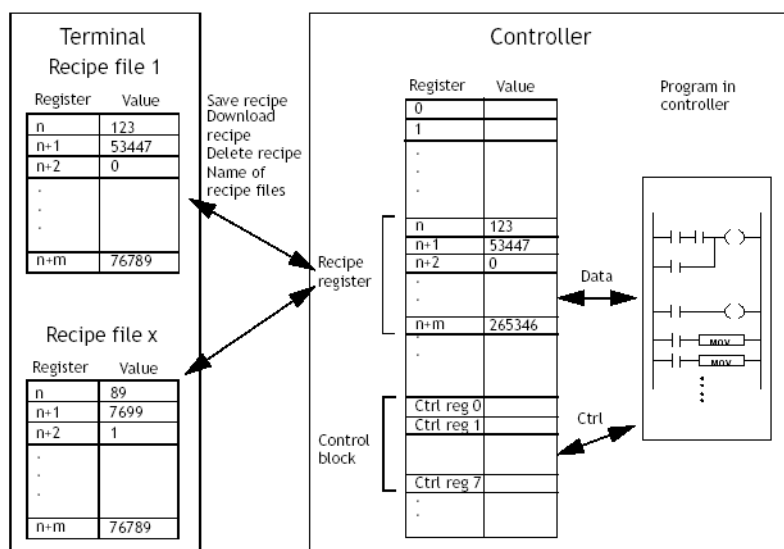 Terminal
Recipe file 1
Register Value
n 123
n+1 53447
n+2 0
.
.
.
n+m 76789
Recipe file x
Register Value
n 89
n+1 7699
n+2 1
.
.
.
n+m 76789
Save recipe
Download
recipe
Delete recipe
Name of
recipe files
Controller
Register Value
0
1
.
.
.
n 123
n+1 53447
n+2 0
.
.
n+m 265346
.
.
Ctrl reg 0
Ctrl reg 1
.
.
Ctrl reg 7
.
.
Recipe
register
Control
block
Data
Ctrl
Program in
controller
MOV
MOV